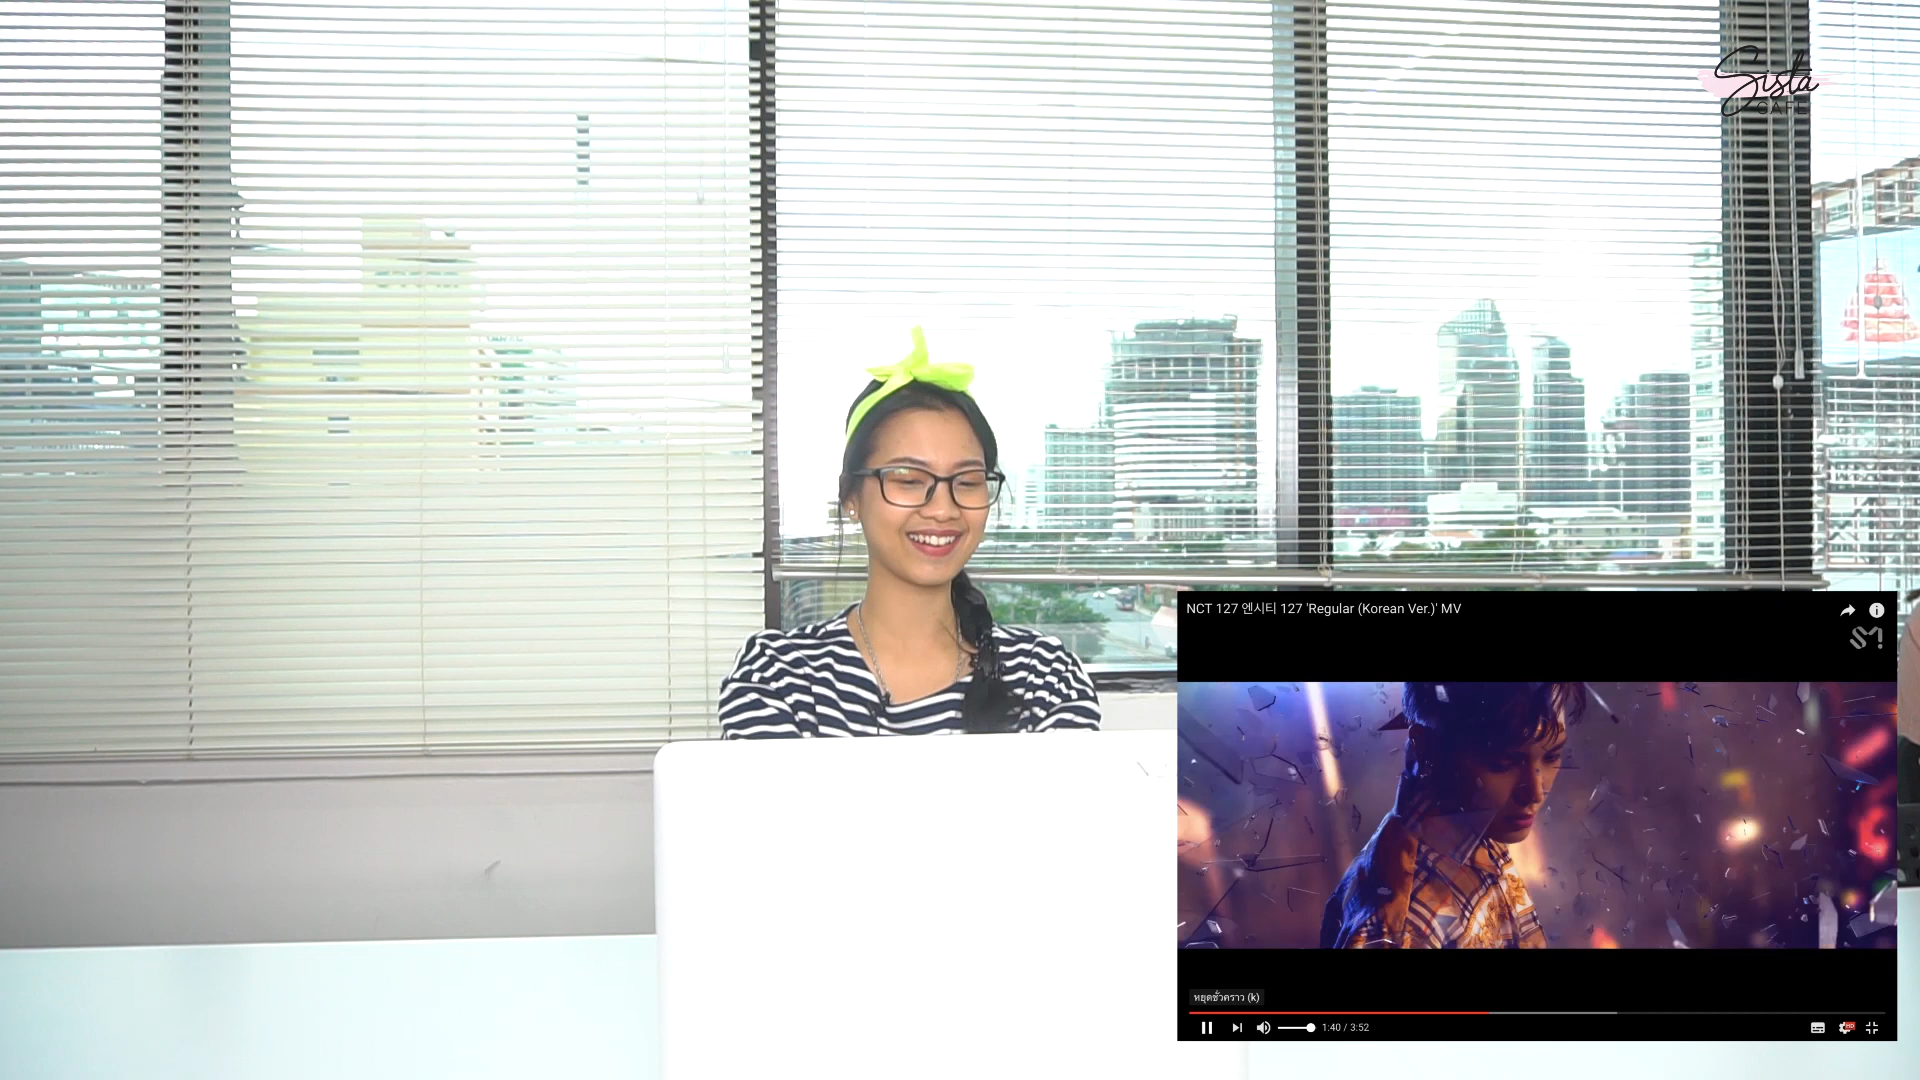 Sista
CAFE
NCT 127 엔시티 127 'Regular (Korean Ver.)' MV
SM
หยุดชั่วคราว (k)
1:40 / 3:52
HD